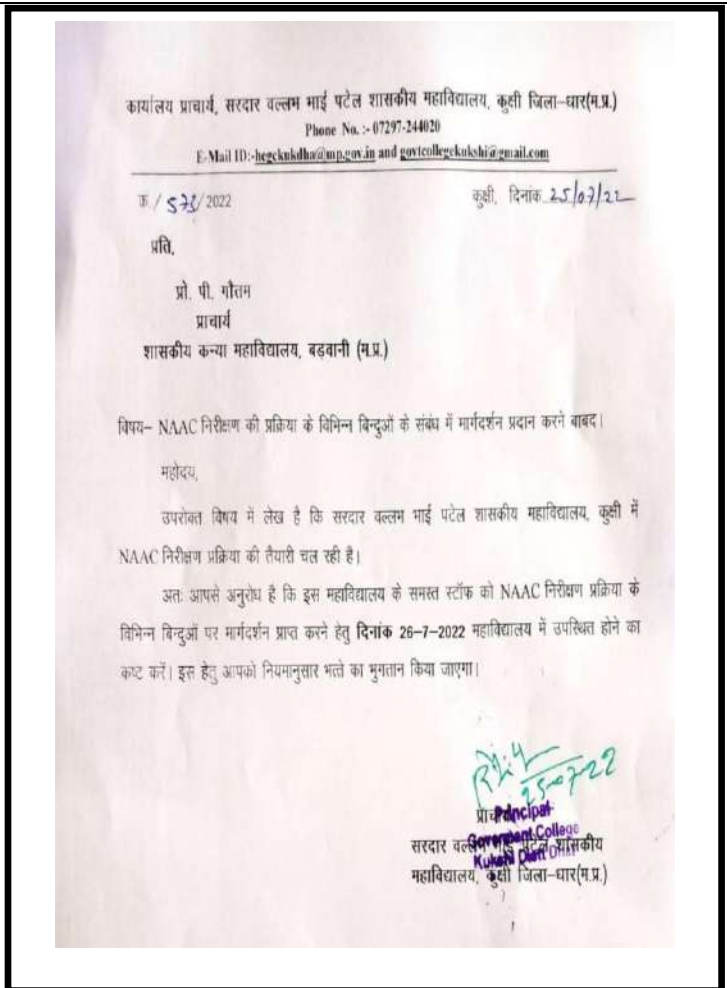 कार्यालय प्राचार्य, सरदार वल्लभ भाई पटेल शासकीय महाविद्यालय, कुक्षी जिला–धार(म.प्र.)
Phone No. :- 07297-244020
E-Mail ID:-hegckukdha@mp.gov.in and govtcollegekukshi@gmail.com
क्र / 573/ 2022 कुक्षी, दिनांक 25/07/22
प्रति,
प्रो. पी. गौतम
प्राचार्य
शासकीय कन्या महाविद्यालय, बड़वानी (म.प्र.)
विषय– NAAC निरीक्षण की प्रक्रिया के विभिन्न बिन्दुओं के संबंध में मार्गदर्शन प्रदान करने बाबद।
महोदय,
उपरोक्त विषय में लेख है कि सरदार वल्लभ भाई पटेल शासकीय महाविद्यालय, कुक्षी में
NAAC निरीक्षण प्रक्रिया की तैयारी चल रही है।
अतः आपसे अनुरोध है कि इस महाविद्यालय के समस्त स्टॉफ को NAAC निरीक्षण प्रक्रिया के
विभिन्न बिन्दुओं पर मार्गदर्शन प्राप्त करने हेतु दिनांक 26-7-2022 महाविद्यालय में उपस्थित होने का
कष्ट करें। इस हेतु आपको नियमानुसार भत्ते का भुगतान किया जाएगा।
25-07-22
प्राचार्य
Principal
Government College
Kukshi Distt Dhar
सरदार वल्लभ भाई पटेल शासकीय
महाविद्यालय, कुक्षी जिला–धार(म.प्र.)